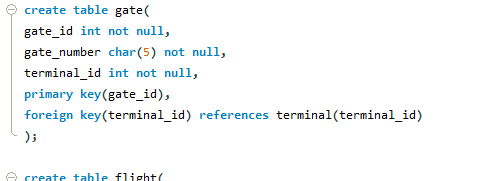 create table gate(
gate_id int not null,
gate_number char(5) not null,
terminal_id int not null,
primary key(gate_id),
foreign key(terminal_id) references terminal(terminal_id)
);
create table flight(